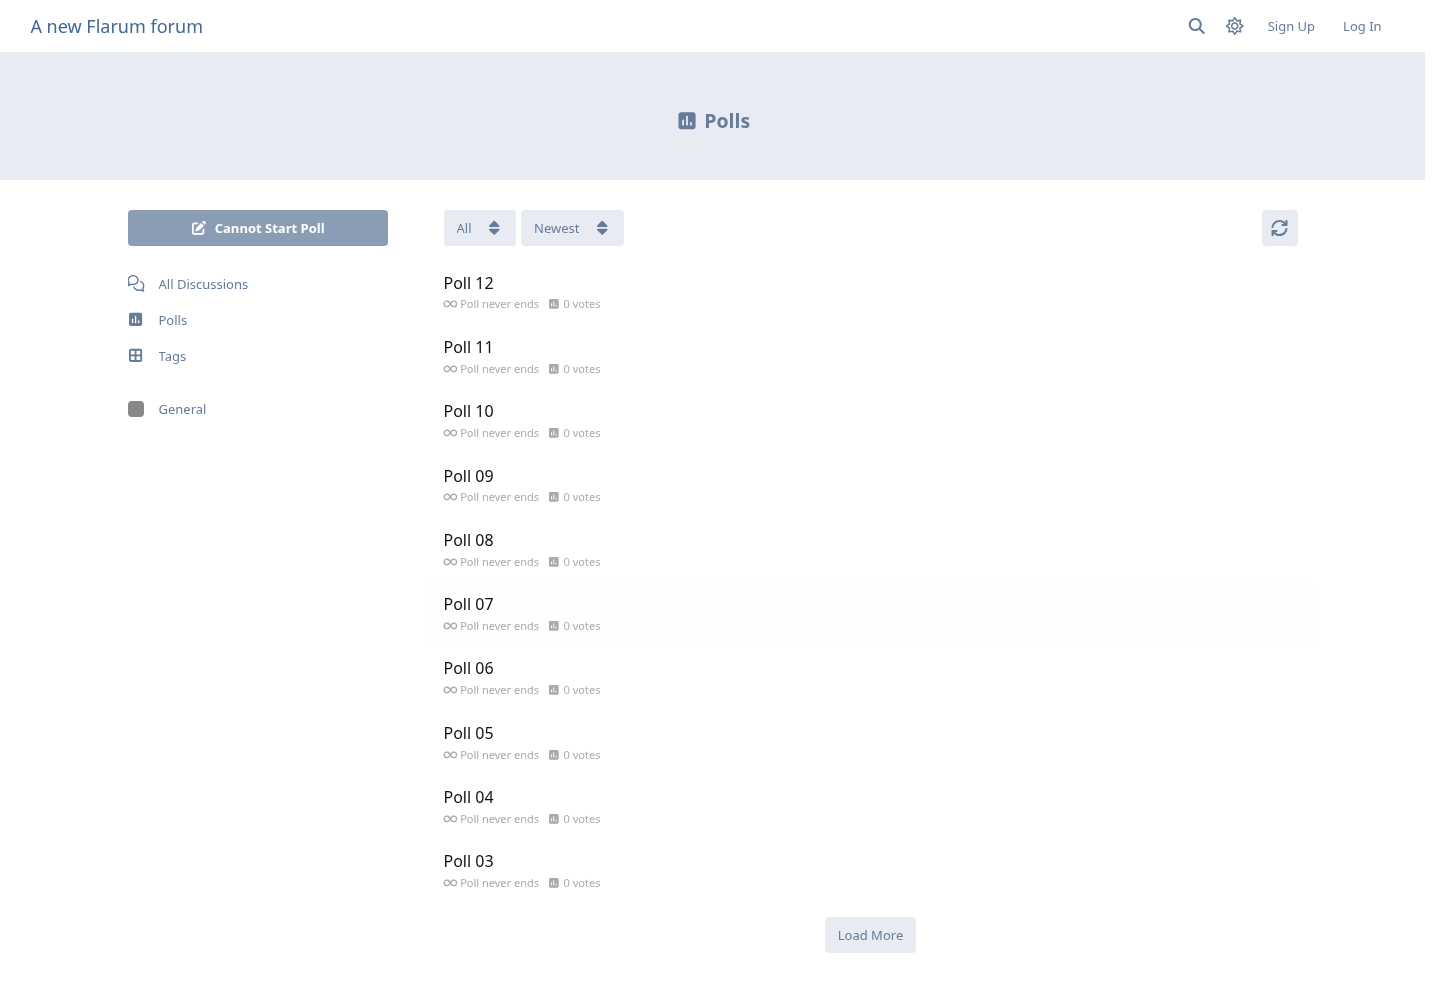 A new Flarum forum
Sign Up
Log In
Polls
Cannot Start Poll
All
Newest
All Discussions
Polls
Tags
General
Poll 12
Poll never ends 0 votes
Poll 11
Poll never ends 0 votes
Poll 10
Poll never ends 0 votes
Poll 09
Poll never ends 0 votes
Poll 08
Poll never ends 0 votes
Poll 07
Poll never ends 0 votes
Poll 06
Poll never ends 0 votes
Poll 05
Poll never ends 0 votes
Poll 04
Poll never ends 0 votes
Poll 03
Poll never ends 0 votes
Load More